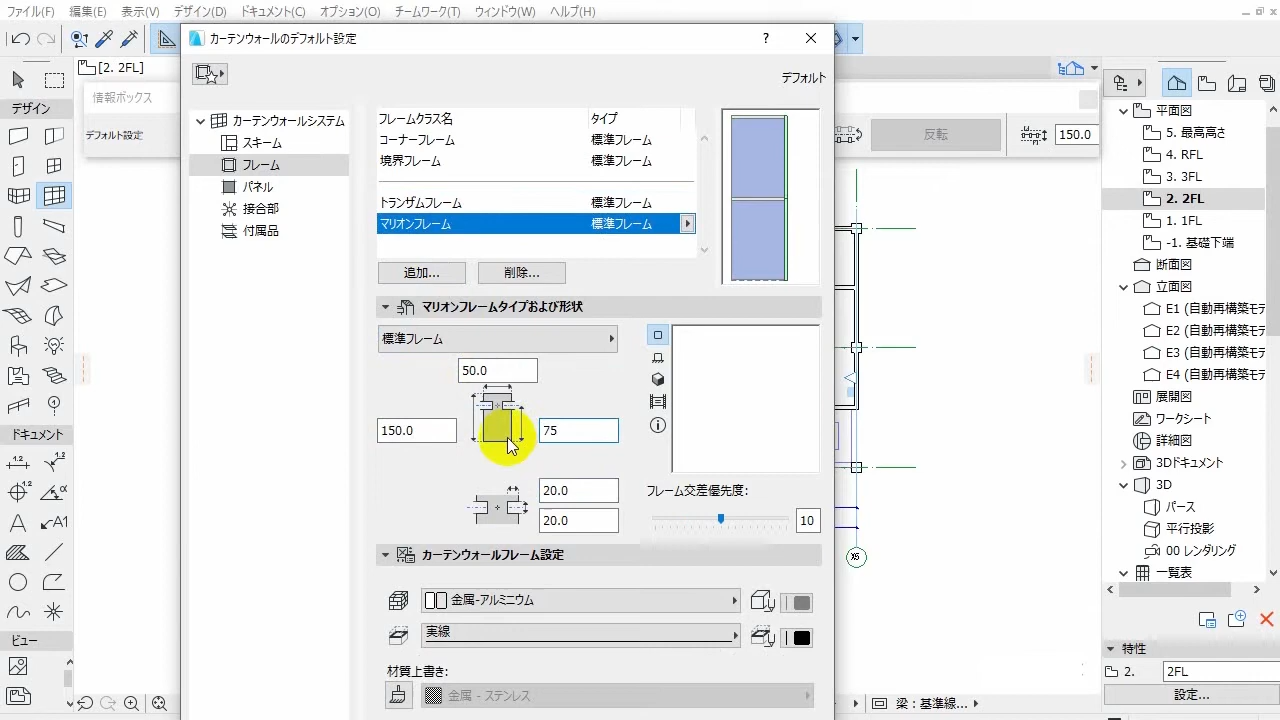 ファイル(F) 編集(E) 表示(V) デザイン(D) ドキュメント(C) オプション(O) チームワーク(T) ウィンドウ(W) ヘルプ(H)
カーテンウォールのデフォルト設定
?
[2. 2FL]
情報ボックス
デフォルト設定
デフォルト
反転
150.0
デザイン
ドキュメント
ビュー
カーテンウォールシステム
スキーム
フレーム
パネル
接合部
付属品
フレームクラス名 タイプ
コーナーフレーム 標準フレーム
境界フレーム 標準フレーム
トランザムフレーム 標準フレーム
マリオンフレーム 標準フレーム
追加... 削除...
マリオンフレームタイプおよび形状
標準フレーム
50.0
150.0
75
20.0
20.0
フレーム交差優先度:
10
カーテンウォールフレーム設定
金属-アルミニウム
実線
材質上書き:
金属 - ステンレス
X6
梁：基準線...
平面図
5. 最高高さ
4. RFL
3. 3FL
2. 2FL
1. 1FL
-1. 基礎下端
断面図
立面図
E1 (自動再構築モデ
E2 (自動再構築モデ
E3 (自動再構築モデ
E4 (自動再構築モデ
展開図
ワークシート
詳細図
3Dドキュメント
3D
パース
平行投影
00 レンダリング
一覧表
特性
2. 2FL
設定...